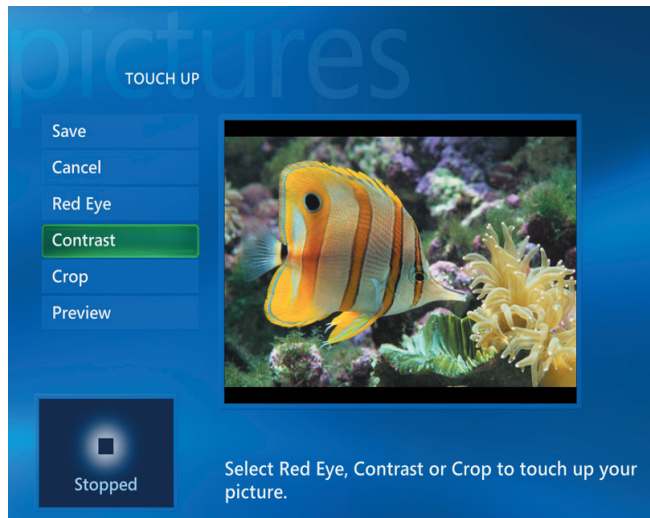 pictures
TOUCH UP
Save
Cancel
Red Eye
Contrast
Crop
Preview
Stopped
Select Red Eye, Contrast or Crop to touch up your
picture.